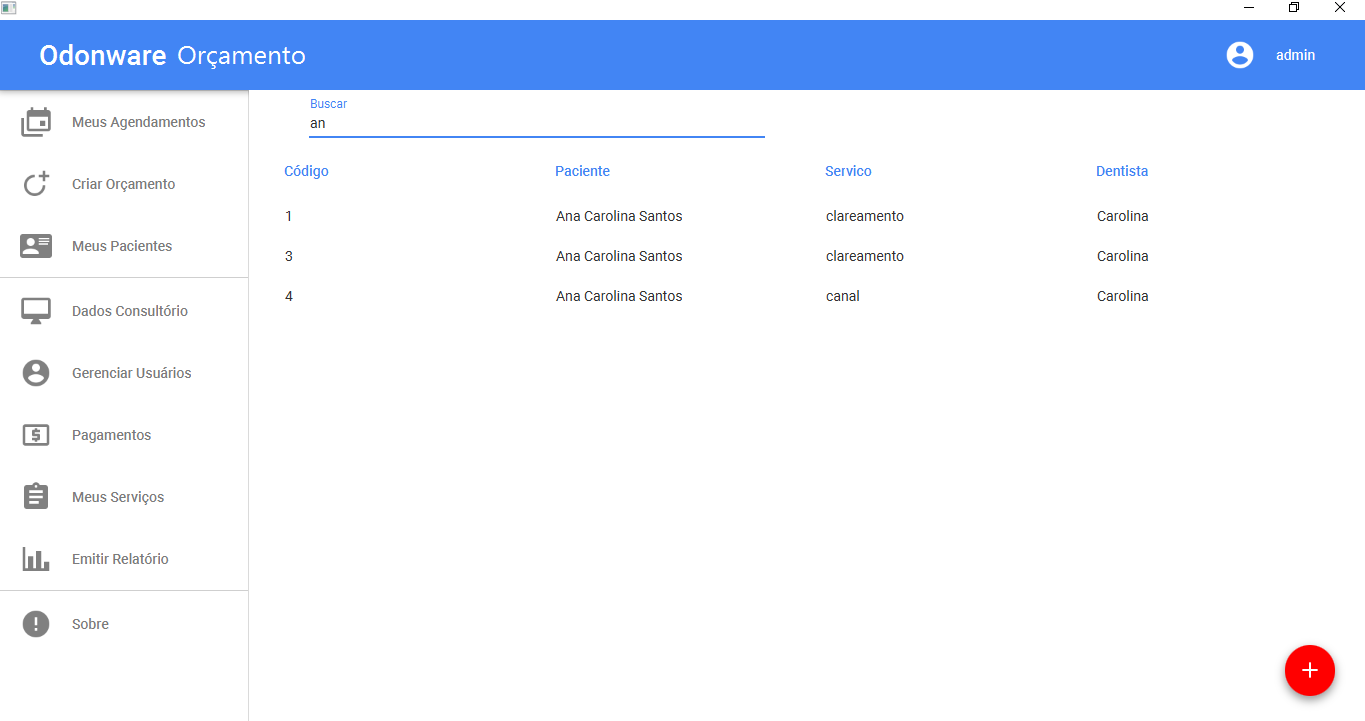 Odonware Orçamento
admin
Meus Agendamentos
Criar Orçamento
Meus Pacientes
Dados Consultório
Gerenciar Usuários
Pagamentos
Meus Serviços
Emitir Relatório
Sobre
Buscar
an
Código Paciente Servico Dentista
1 Ana Carolina Santos clareamento Carolina
3 Ana Carolina Santos clareamento Carolina
4 Ana Carolina Santos canal Carolina